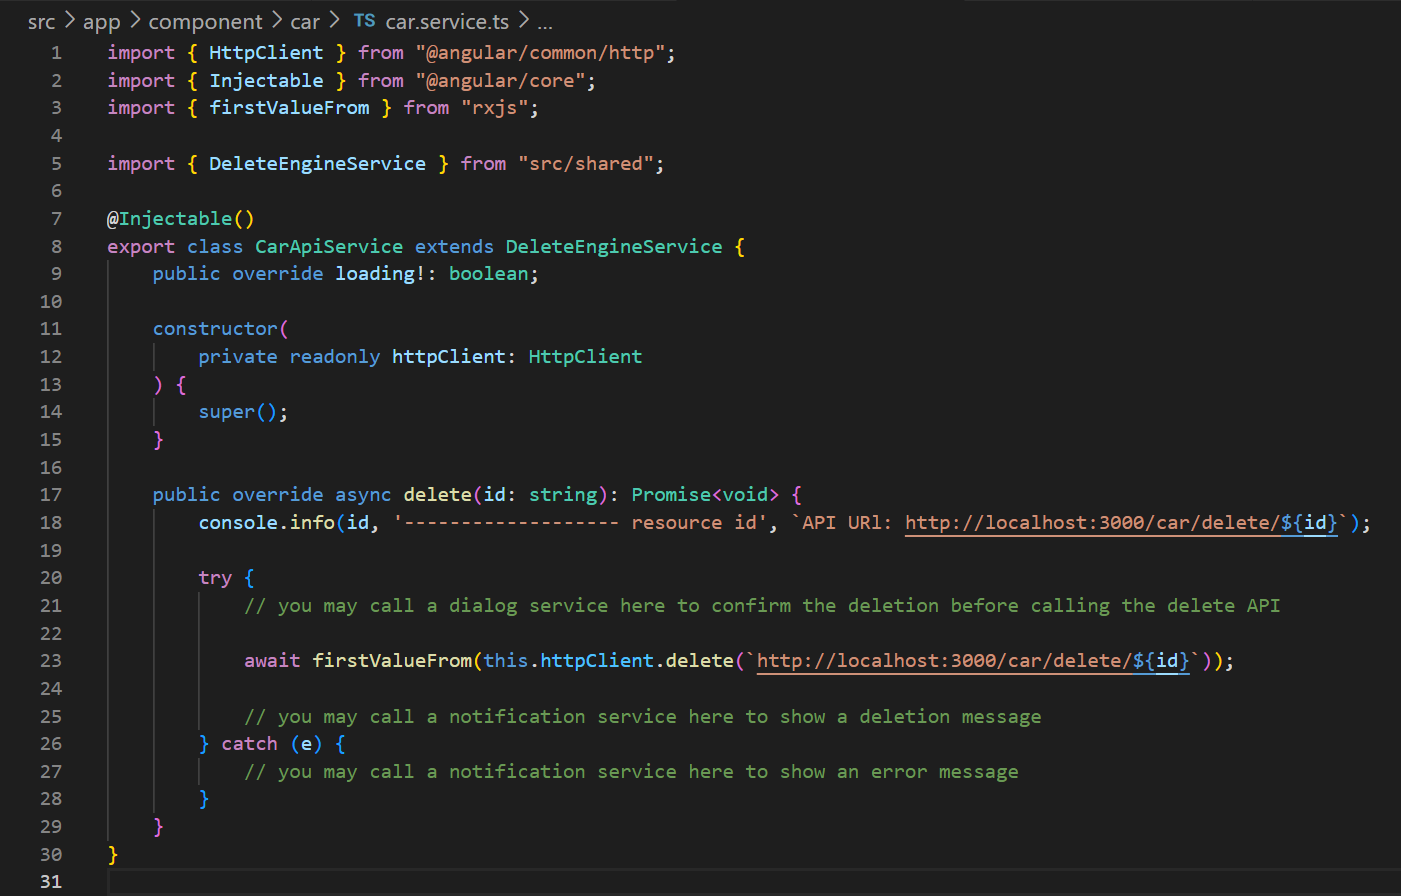 src > app > component > car > TS car.service.ts > ...
1 import { HttpClient } from "@angular/common/http";
2 import { Injectable } from "@angular/core";
3 import { firstValueFrom } from "rxjs";
4
5 import { DeleteEngineService } from "src/shared";
6
7 @Injectable()
8 export class CarApiService extends DeleteEngineService {
9     public override loading!: boolean;
10
11     constructor(
12         private readonly httpClient: HttpClient
13     ) {
14         super();
15     }
16
17     public override async delete(id: string): Promise<void> {
18         console.info(id, '------------------- resource id', `API URl: http://localhost:3000/car/delete/${id}`);
19
20         try {
21             // you may call a dialog service here to confirm the deletion before calling the delete API
22
23             await firstValueFrom(this.httpClient.delete(`http://localhost:3000/car/delete/${id}`));
24
25             // you may call a notification service here to show a deletion message
26         } catch (e) {
27             // you may call a notification service here to show an error message
28         }
29     }
30 }
31